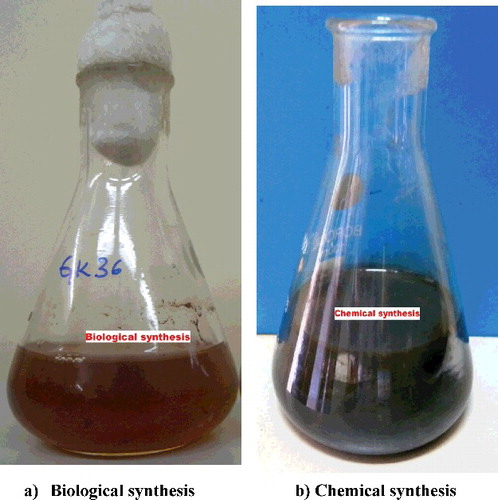 6K36
Biological synthesis
Chemical synthesis
a) Biological synthesis
b) Chemical synthesis